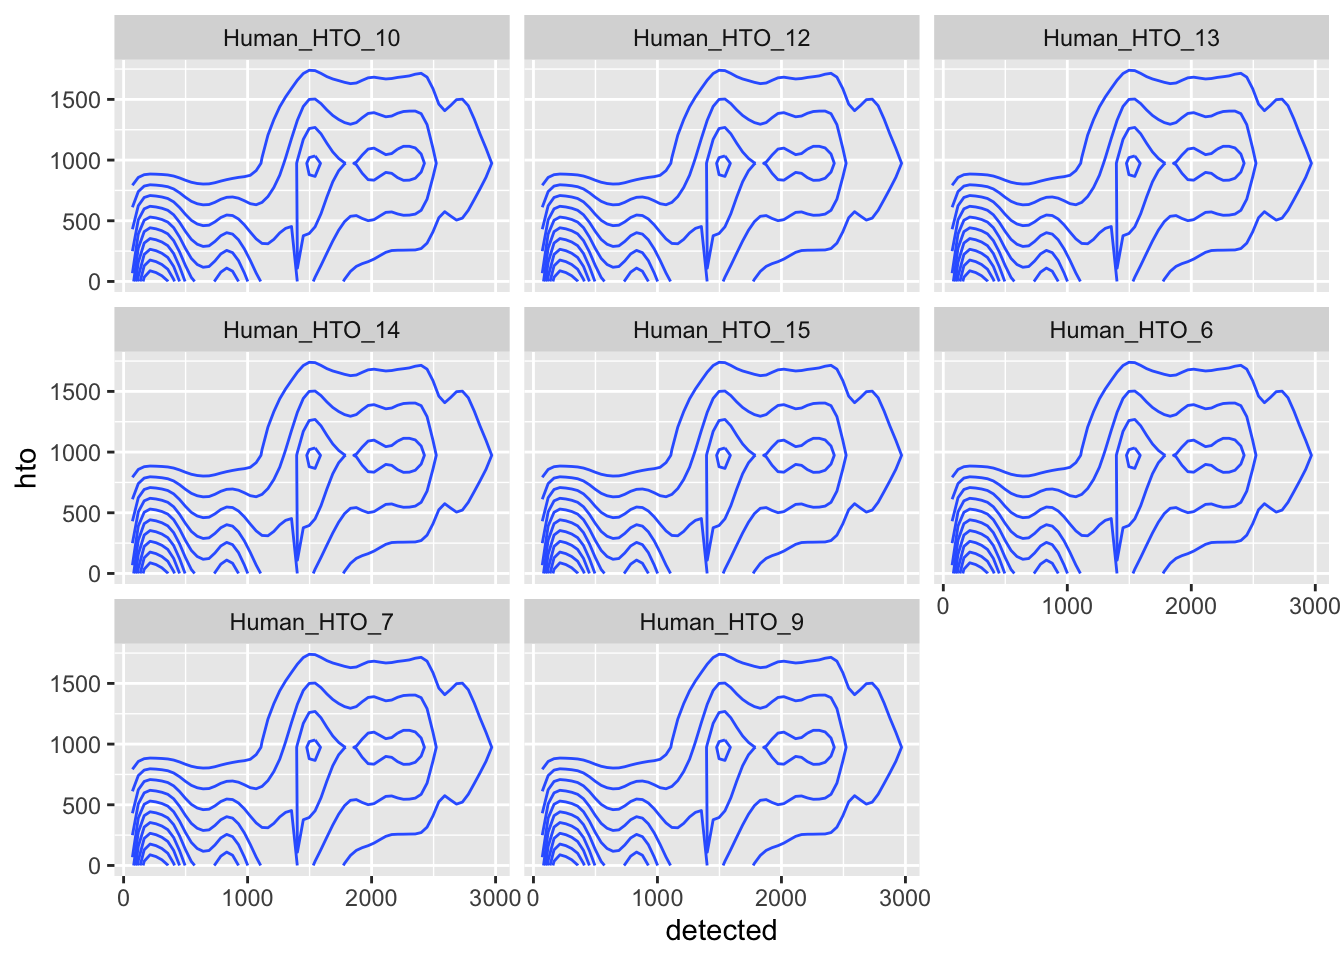 Human_HTO_10 Human_HTO_12 Human_HTO_13
1500
1000
500
0
Human_HTO_14 Human_HTO_15 Human_HTO_6
1500
1000
500
0
0 1000 2000 3000
Human_HTO_7 Human_HTO_9
1500
1000
500
0
0 1000 2000 3000 0 1000 2000 3000
detected
hto